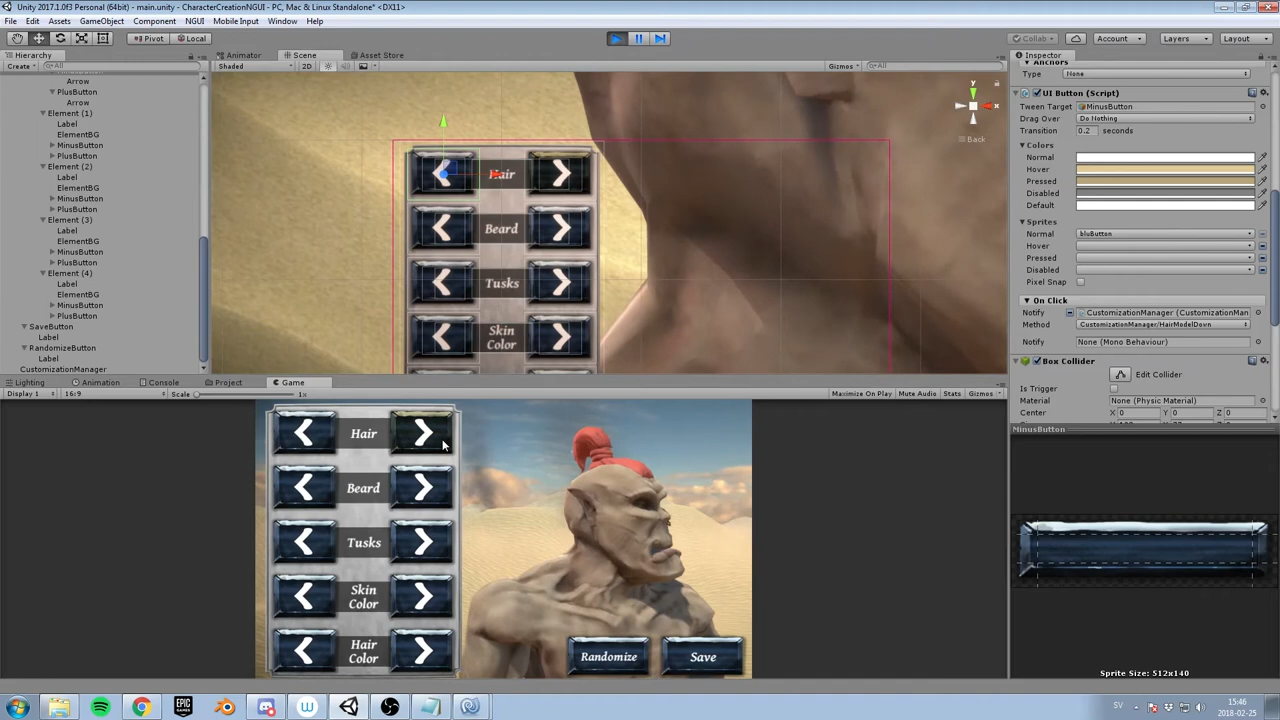 Unity 2017.1.0f3 Personal (64bit) - main.unity - CharacterCreationNGUI - PC, Mac & Linux Standalone* <DX11>
File Edit Assets GameObject Component NGUI Mobile Input Window Help
Pivot Local Collab Account Layers Layout
Hierarchy
Create All
Arrow
PlusButton
Arrow
Element (1)
Label
ElementBG
MinusButton
PlusButton
Element (2)
Label
ElementBG
MinusButton
PlusButton
Element (3)
Label
ElementBG
MinusButton
PlusButton
Element (4)
Label
ElementBG
MinusButton
PlusButton
SaveButton
Label
RandomizeButton
Label
CustomizationManager
Animator Scene Asset Store
Shaded 2D Gizmos All
y
x
Back
Hair
Beard
Tusks
Skin
Color
Lighting Animation Console Project Game
Display 1 16:9 Scale 1x Maximize On Play Mute Audio Stats Gizmos
Hair
Beard
Tusks
Skin
Color
Hair
Color
Randomize Save
Inspector
Anchors
Type None
UI Button (Script)
Tween Target MinusButton
Drag Over Do Nothing
Transition 0.2 seconds
Colors
Normal
Hover
Pressed
Disabled
Default
Sprites
Normal bluButton
Hover
Pressed
Disabled
Pixel Snap
On Click
Notify CustomizationManager (CustomizationMan
Method CustomizationManager/HairModelDown
Notify None (Mono Behaviour)
Box Collider
Edit Collider
Is Trigger
Material None (Physic Material)
Center X 0 Y 0 Z 0
MinusButton
Sprite Size: 512x140
SV 15:46
2018-02-25